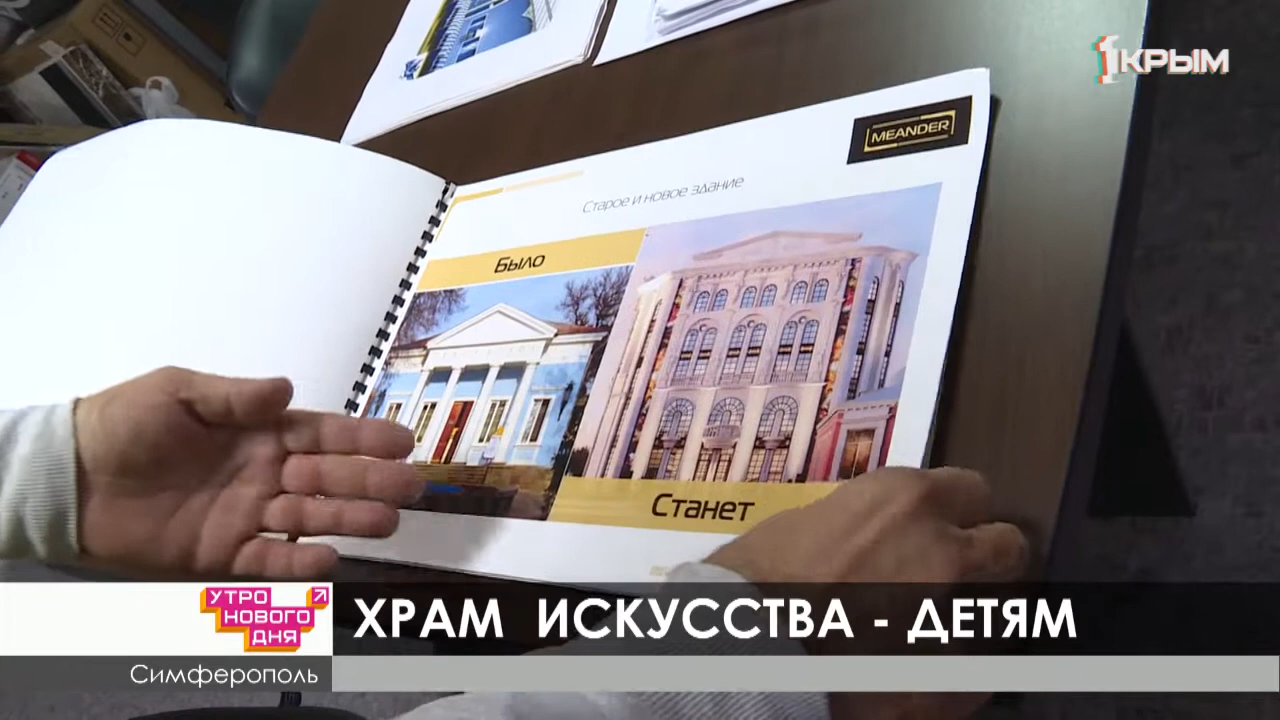 1КРЫМ
MEANDER
Старое и новое здание
Было
Станет
УТРО
НОВОГО
ДНЯ
ХРАМ ИСКУССТВА - ДЕТЯМ
Симферополь